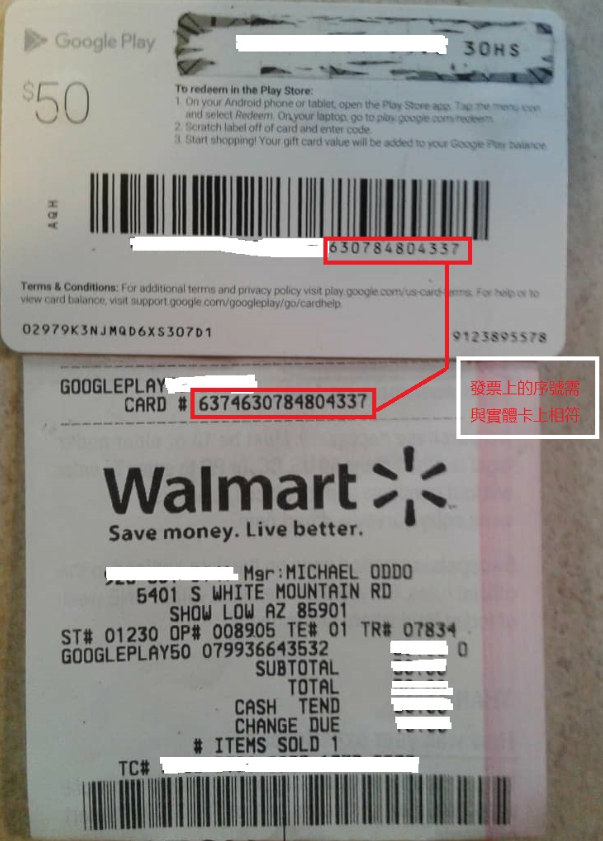 Google Play
30HS
$50
To redeem in the Play Store:
1. On your Android phone or tablet, open the Play Store app. Tap the menu icon
and select Redeem. On your laptop, go to play.google.com/redeem.
2. Scratch label off of card and enter code.
3. Start shopping! Your gift card value will be added to your Google Play balance.
AQH
630784804337
Terms & Conditions: For additional terms and privacy policy visit play.google.com/us-card-terms. For help or to
view card balance, visit support.google.com/googleplay/go/cardhelp.
02979K3NJMQD6XS307D1
9123895578
GOOGLEPLAY
CARD # 6374630784804337
發票上的序號需
與實體卡上相符
Walmart
Save money. Live better.
Mgr:MICHAEL ODDO
5401 S WHITE MOUNTAIN RD
SHOW LOW AZ 85901
ST# 01230 OP# 008905 TE# 01 TR# 07834
GOOGLEPLAY50 079936643532 O
SUBTOTAL
TOTAL
CASH TEND
CHANGE DUE
# ITEMS SOLD 1
TC#